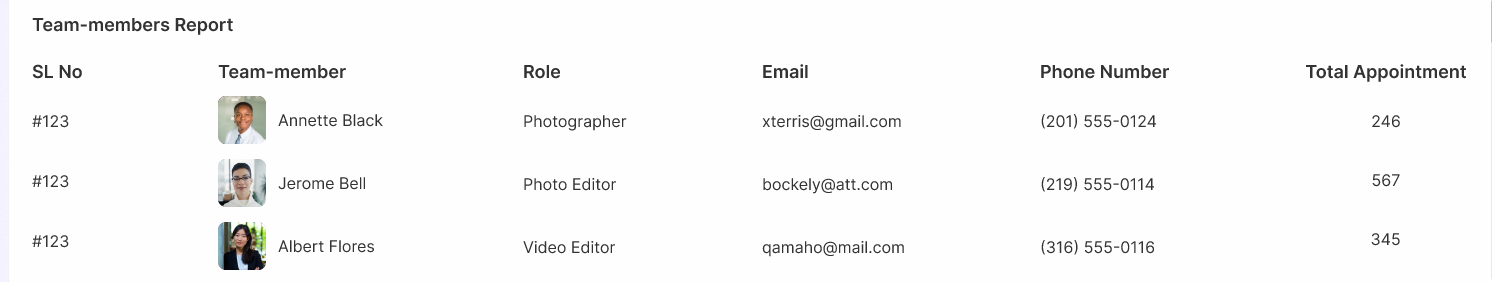 Team-members Report
SL No Team-member Role Email Phone Number Total Appointment
#123 Annette Black Photographer xterris@gmail.com (201) 555-0124 246
#123 Jerome Bell Photo Editor bockely@att.com (219) 555-0114 567
#123 Albert Flores Video Editor qamaho@mail.com (316) 555-0116 345